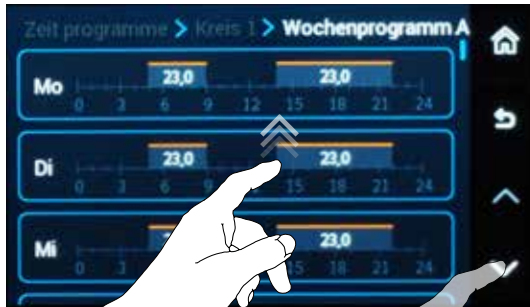 Zeit programme > Kreis 1 > Wochenprogramm A
Mo 23,0 23,0
0 3 6 9 12 15 18 21 24
Di 23,0 23,0
0 3 6 9 15 18 21 24
Mi 23,0
0 3 15 18 21 24